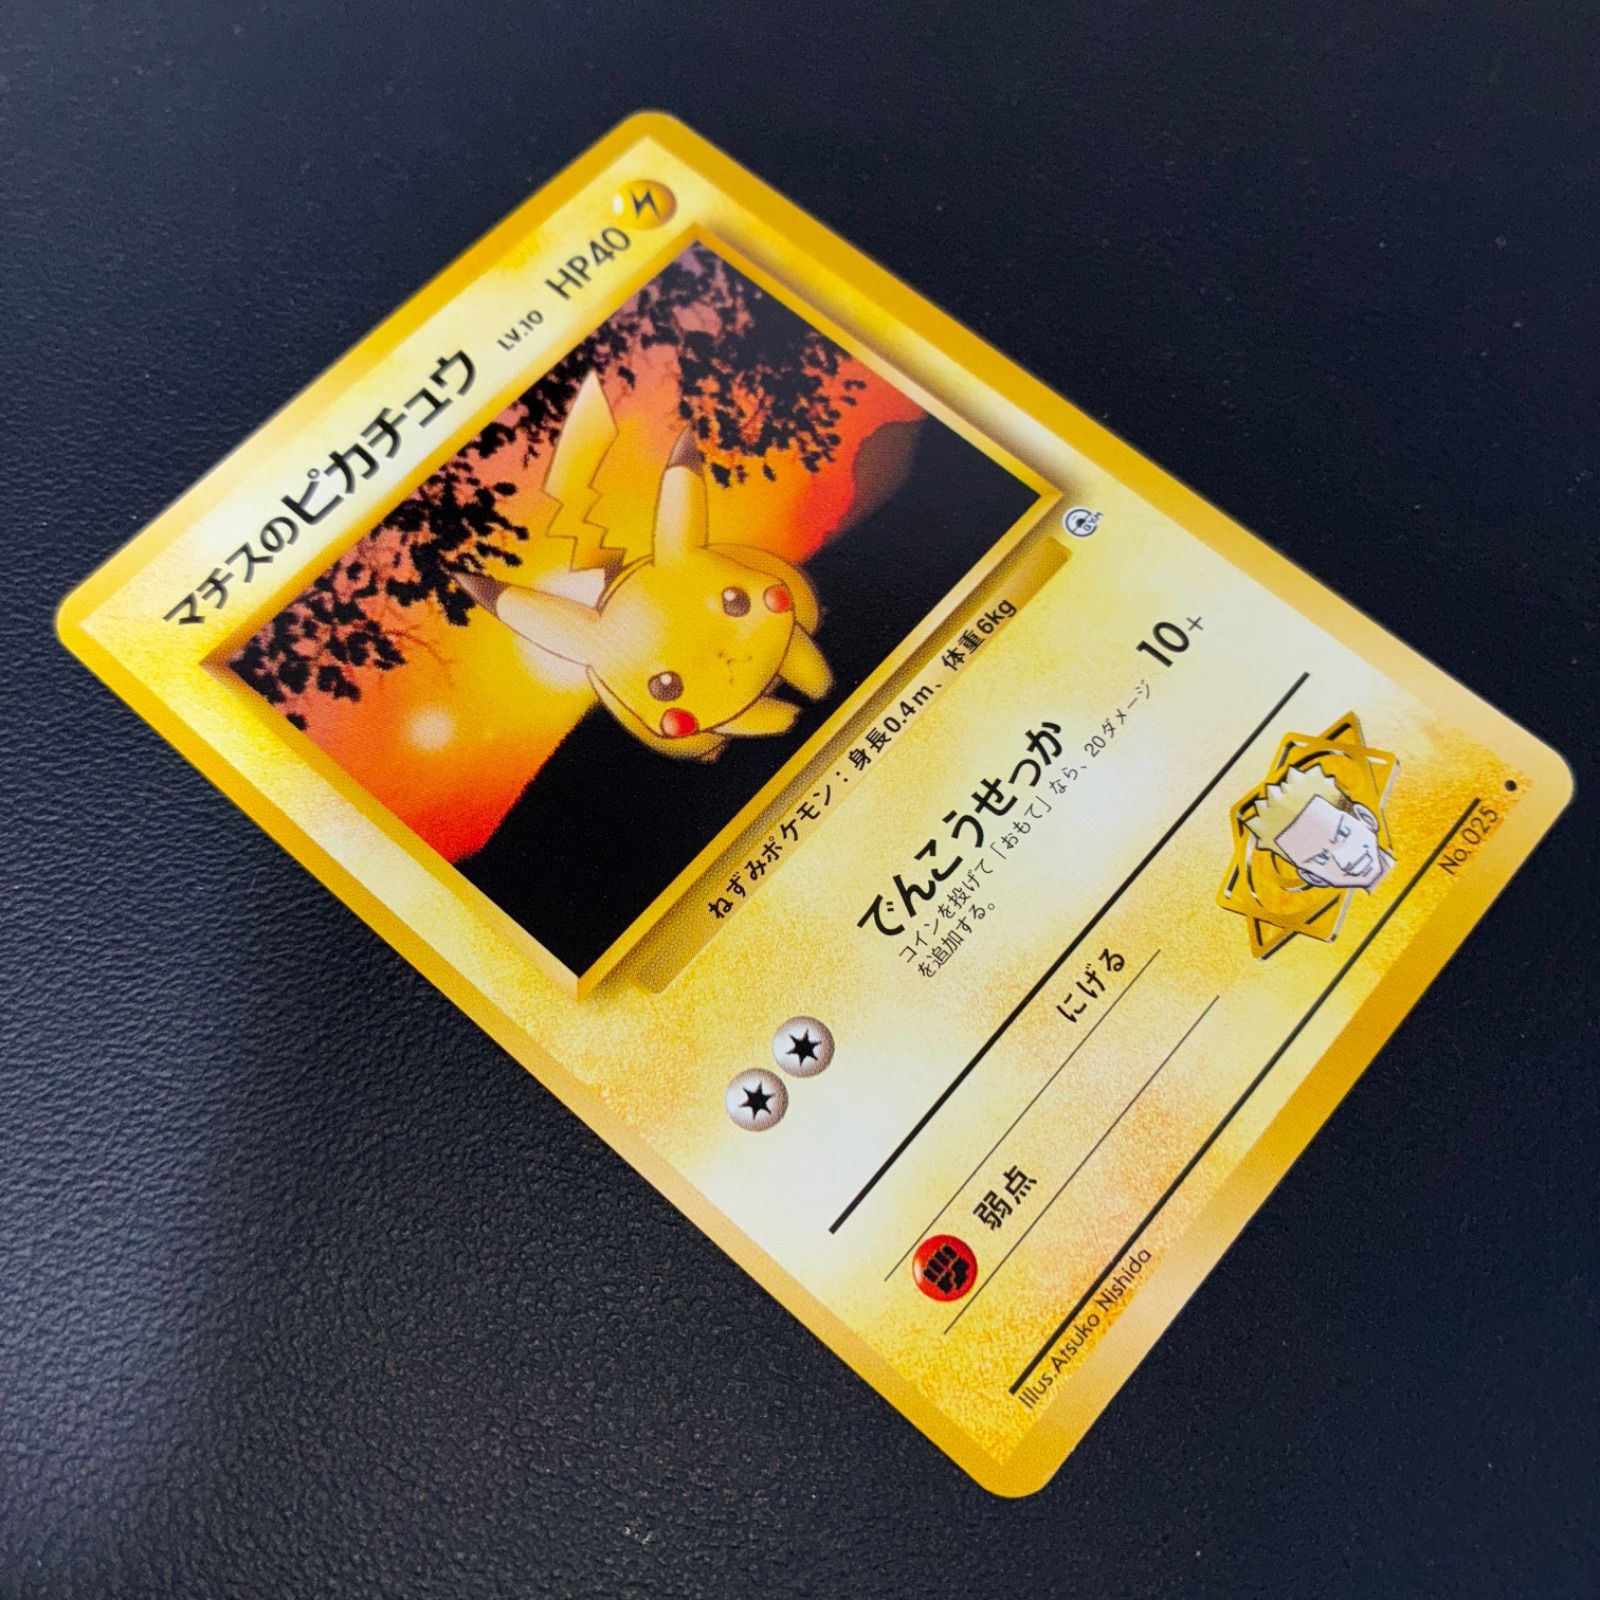 マチスのピカチュウ LV.10 HP40
GYM
ねずみポケモン：身長0.4m、体重6kg
でんこうせっか 10+
コインを投げて「おもて」なら、20ダメージ
を追加する。
にげる
弱点
Illus.Atsuko Nishida No.025 ●